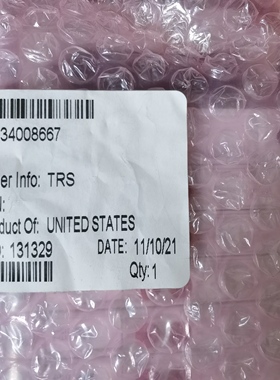 34008667
er Info: TRS
:
duct Of: UNITED STATES
: 131329 DATE: 11/10/21
Qty: 1